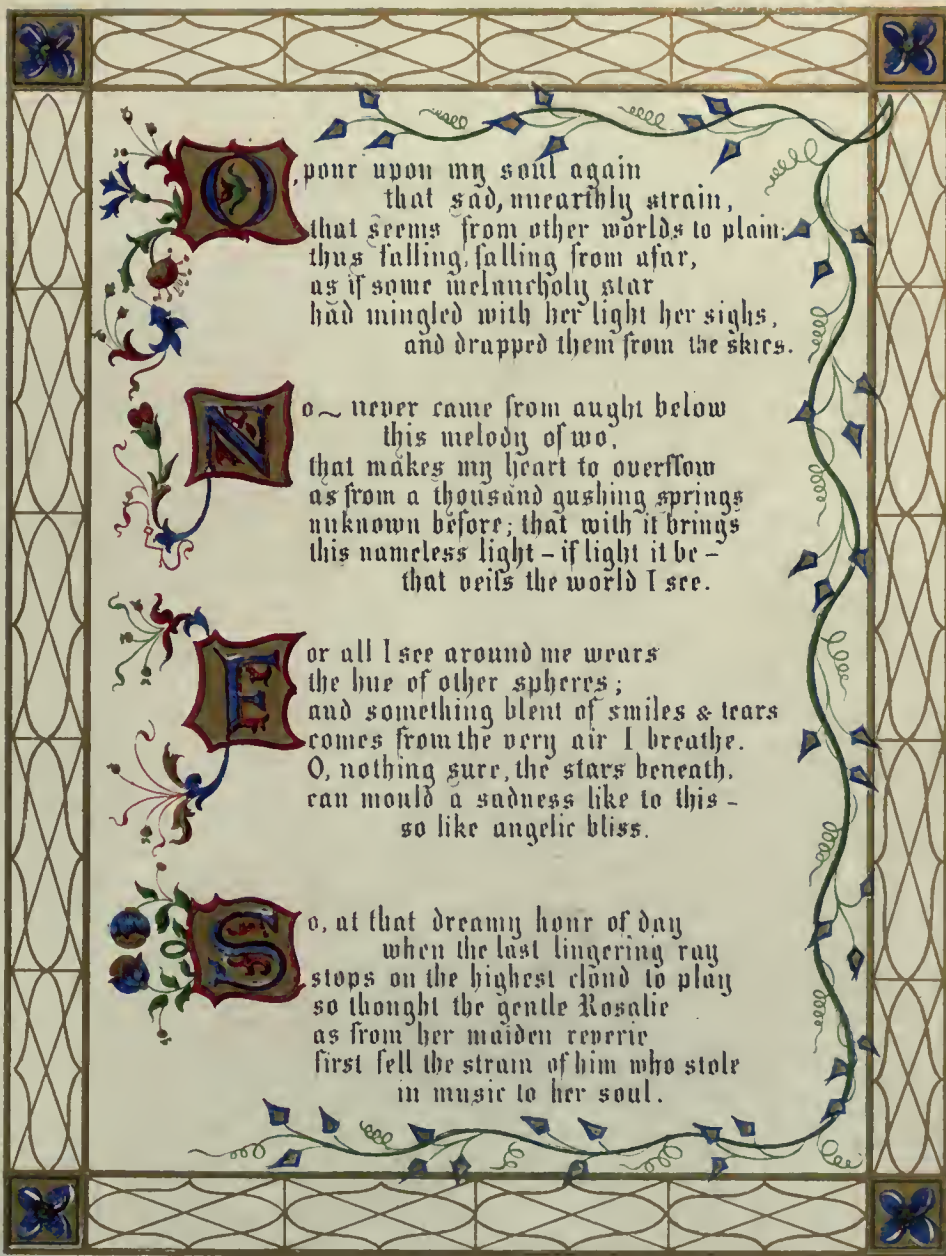 O, pour upon my soul again
that sad, unearthly strain,
that seems from other worlds to plain;
thus falling, falling from afar,
as if some melancholy star
had mingled with her light her sighs,
and drapped them from the skies.
No~ never came from aught below
this melody of wo,
that makes my heart to overflow
as from a thousand gushing springs
unknown before; that with it brings
this nameless light – if light it be –
that veils the world I see.
For all I see around me wears
the hue of other spheres;
and something blent of smiles & tears
comes from the very air I breathe.
O, nothing sure, the stars beneath,
can mould a sadness like to this –
so like angelic bliss.
So, at that dreamy hour of day
when the last lingering ray
stops on the highest cloud to play
so thought the gentle Rosalie
as from her maiden reverie
first fell the strain of him who stole
in music to her soul.